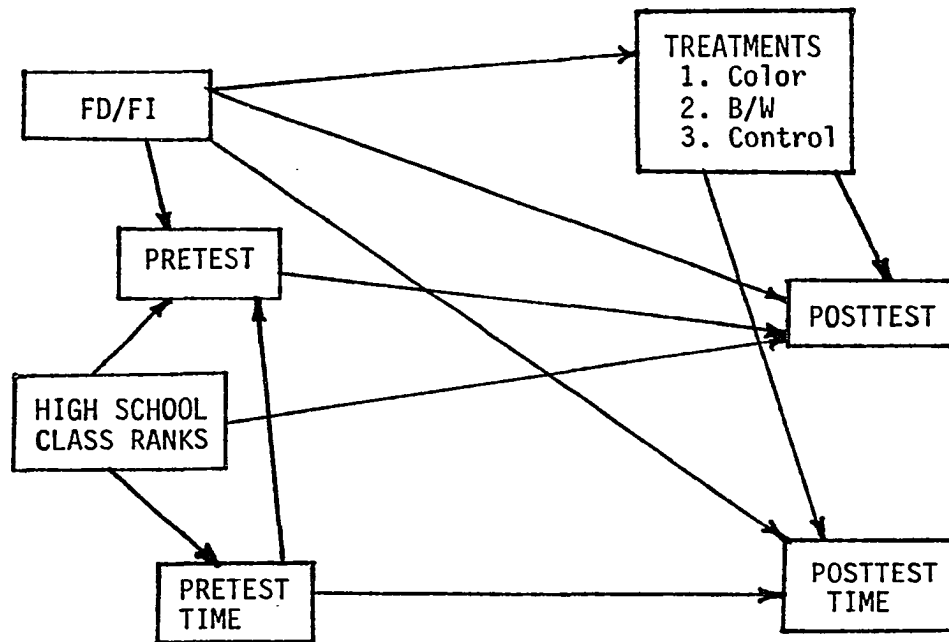 TREATMENTS
1. Color
2. B/W
3. Control
FD/FI
PRETEST
POSTTEST
HIGH SCHOOL
CLASS RANKS
PRETEST
TIME
POSTTEST
TIME